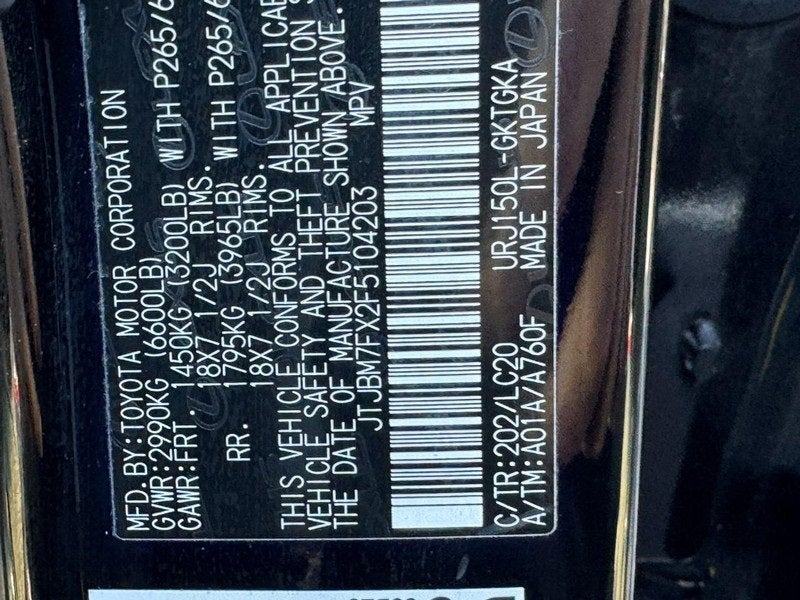 MFD.BY:TOYOTA MOTOR CORPORATION
GVWR:2990KG (6600LB)
GAWR:FRT. 1450KG (3200LB) WITH P265/6
18X7 1/2J RIMS.
RR. 1795KG (3965LB) WITH P265/6
18X7 1/2J RIMS.
THIS VEHICLE CONFORMS TO ALL APPLICAB
VEHICLE SAFETY AND THEFT PREVENTION S
THE DATE OF MANUFACTURE SHOWN ABOVE.
JTJBM7FX2F5104203 MPV
C/TR:202/LC20 URJ150L-GKTGKA
A/TM:A01A/A760F MADE IN JAPAN